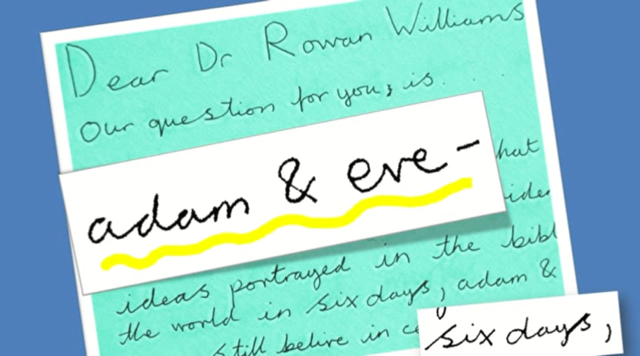 Dear Dr Rowan Williams
Our question for you, is . . .
adam & eve-
hat
ideas portrayed in the bibl
the world in six days, adam &
still belive in
six days,